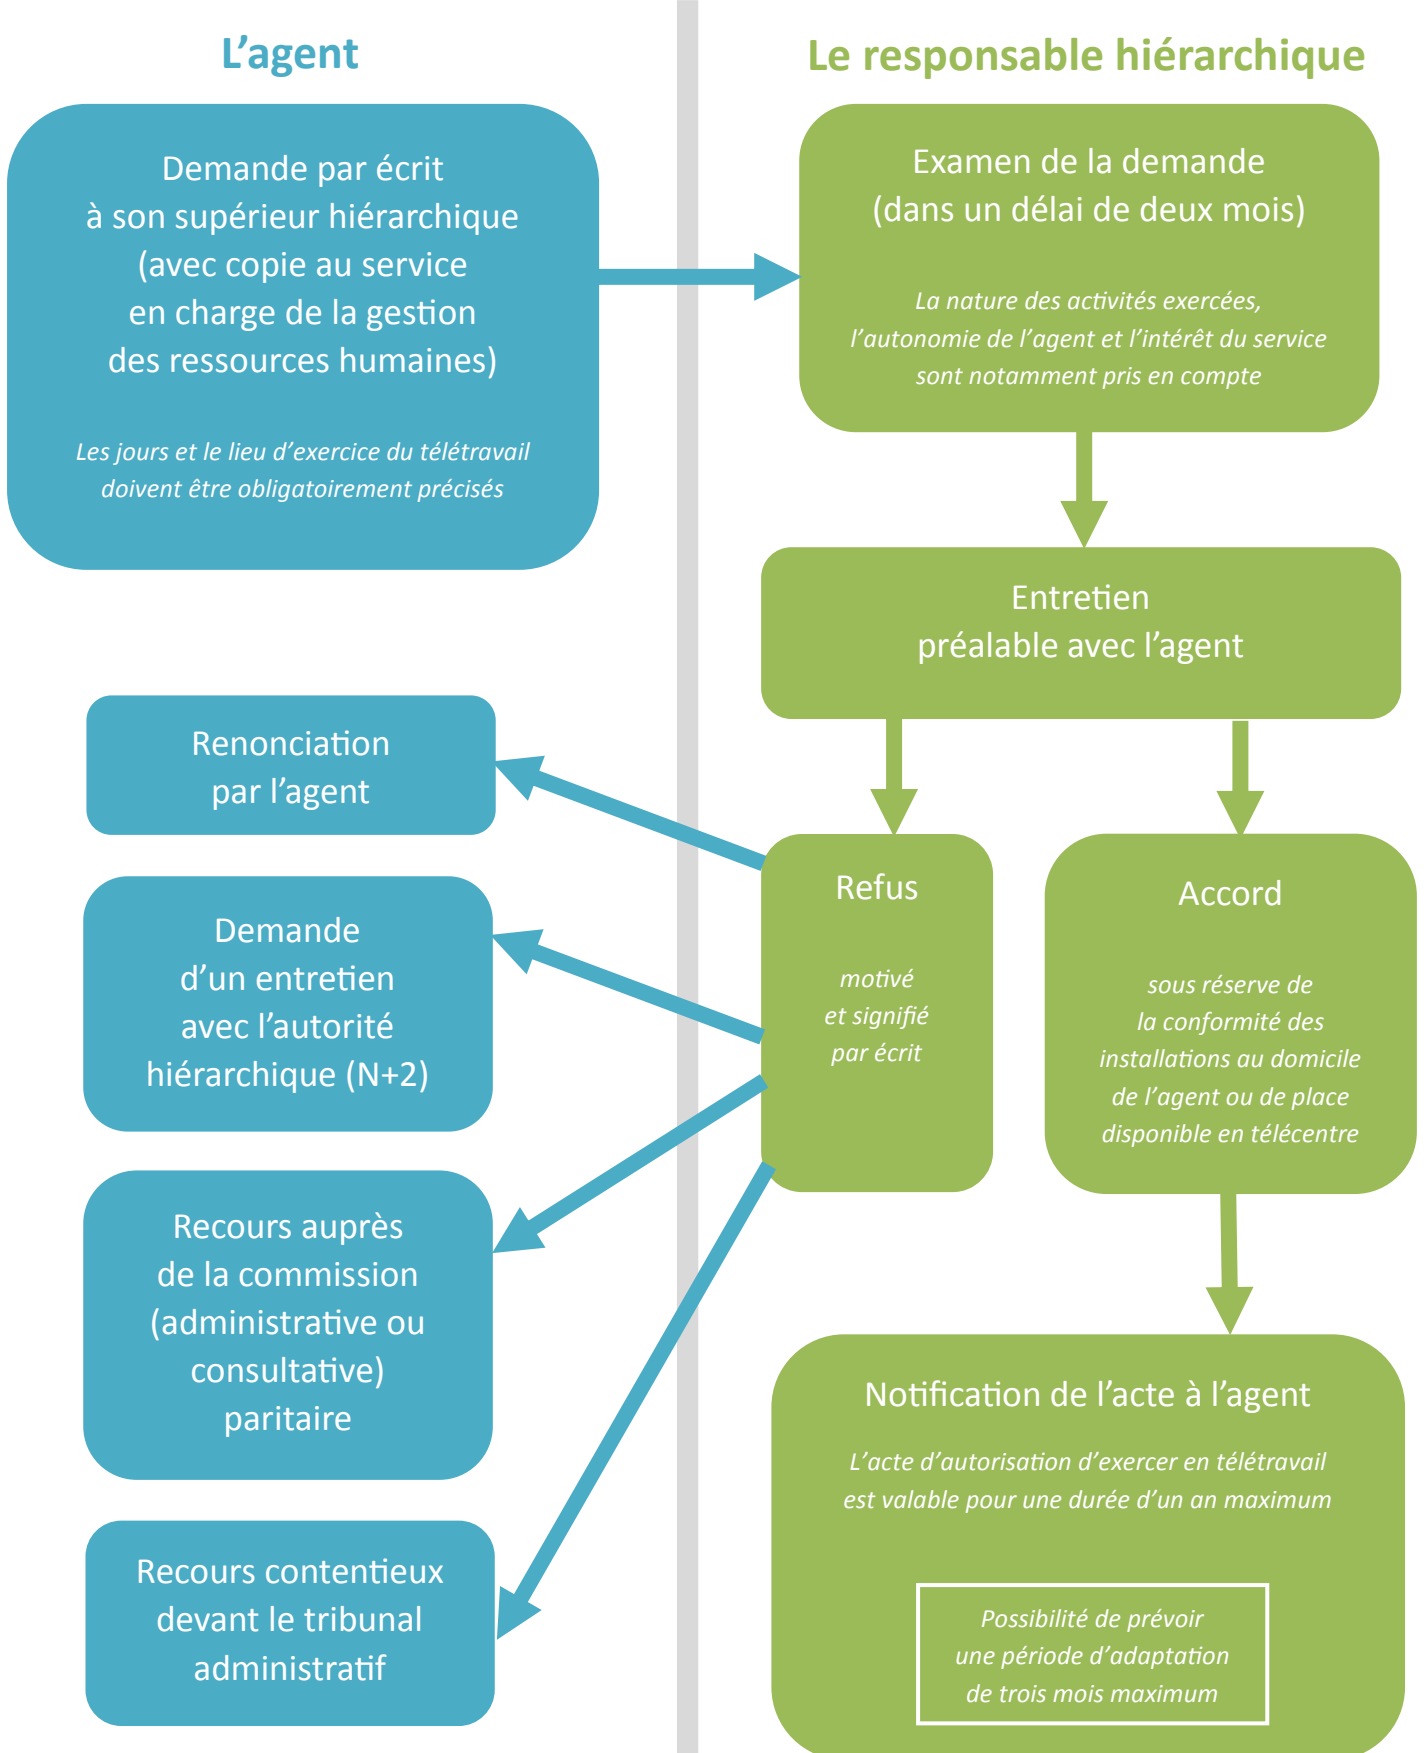 L’agent
Demande par écrit
à son supérieur hiérarchique
(avec copie au service
en charge de la gestion
des ressources humaines)
Les jours et le lieu d’exercice du télétravail
doivent être obligatoirement précisés
Le responsable hiérarchique
Examen de la demande
(dans un délai de deux mois)
La nature des activités exercées,
l’autonomie de l’agent et l’intérêt du service
sont notamment pris en compte
Entretien
préalable avec l’agent
Refus
motivé
et signifié
par écrit
Accord
sous réserve de
la conformité des
installations au domicile
de l’agent ou de place
disponible en télécentre
Renonciation
par l’agent
Demande
d’un entretien
avec l’autorité
hiérarchique (N+2)
Recours auprès
de la commission
(administrative ou
consultative)
paritaire
Recours contentieux
devant le tribunal
administratif
Notification de l’acte à l’agent
L’acte d’autorisation d’exercer en télétravail
est valable pour une durée d’un an maximum
Possibilité de prévoir
une période d’adaptation
de trois mois maximum